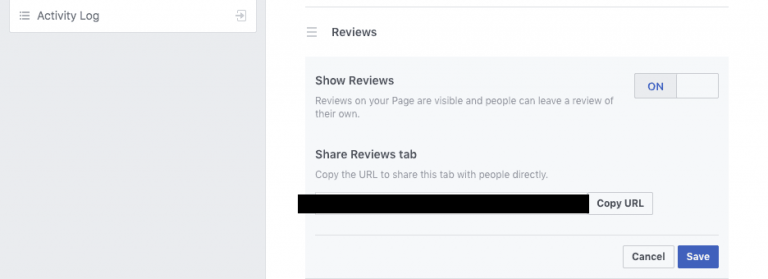 Activity Log
Reviews
Show Reviews
ON
Reviews on your Page are visible and people can leave a review of
their own.
Share Reviews tab
Copy the URL to share this tab with people directly.
Copy URL
Cancel
Save